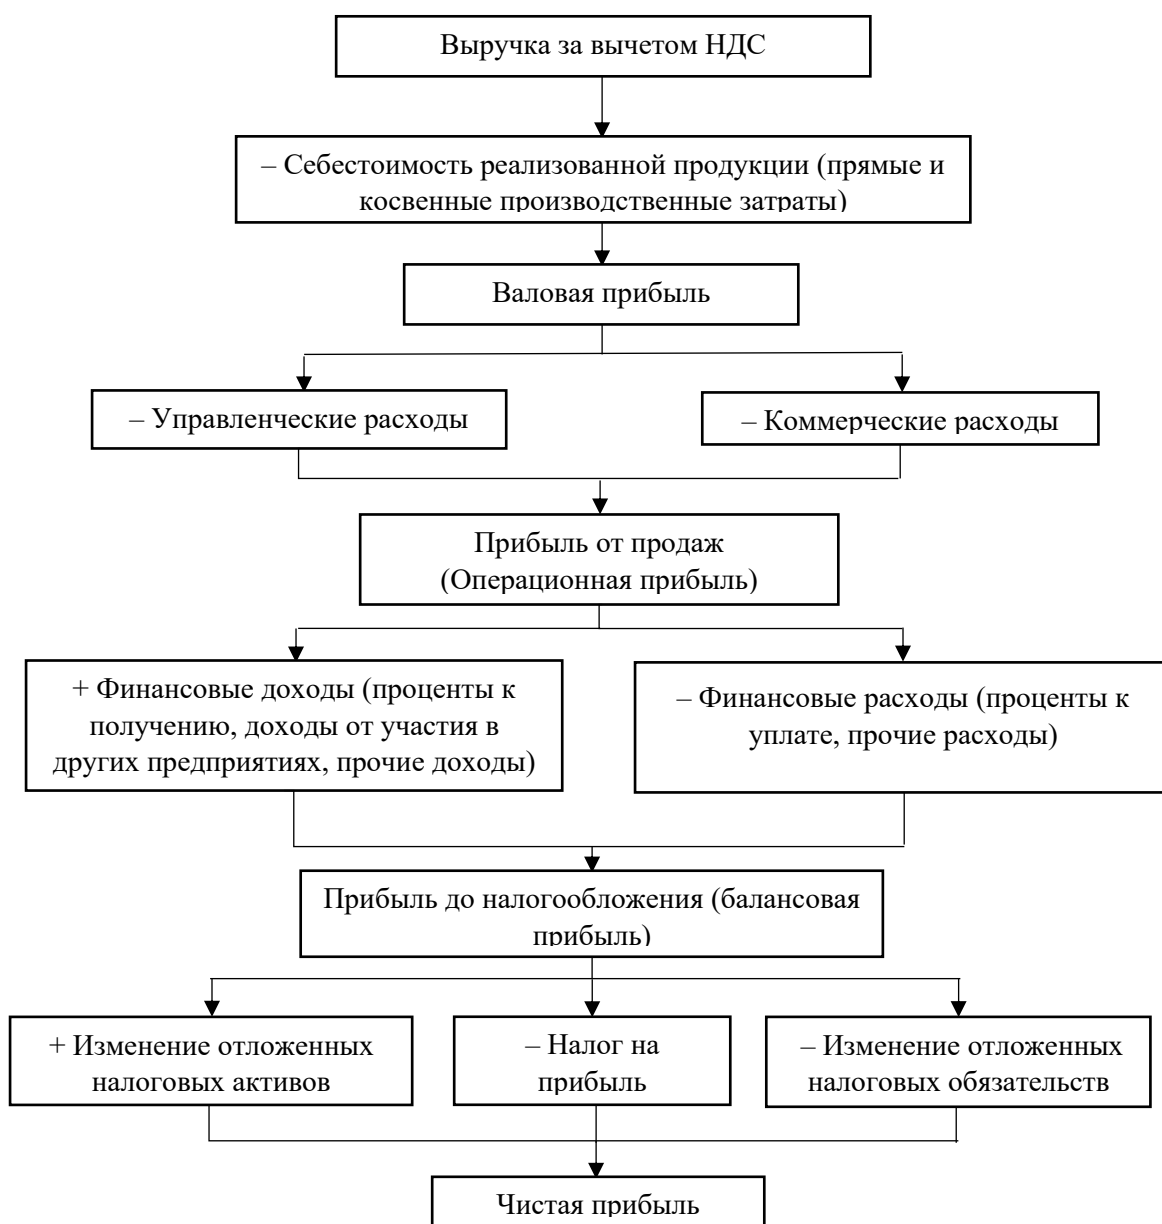 Выручка за вычетом НДС
– Себестоимость реализованной продукции (прямые и
косвенные производственные затраты)
Валовая прибыль
– Управленческие расходы
– Коммерческие расходы
Прибыль от продаж
(Операционная прибыль)
+ Финансовые доходы (проценты к
получению, доходы от участия в
других предприятиях, прочие доходы)
– Финансовые расходы (проценты к
уплате, прочие расходы)
Прибыль до налогообложения (балансовая
прибыль)
+ Изменение отложенных
налоговых активов
– Налог на
прибыль
– Изменение отложенных
налоговых обязательств
Чистая прибыль